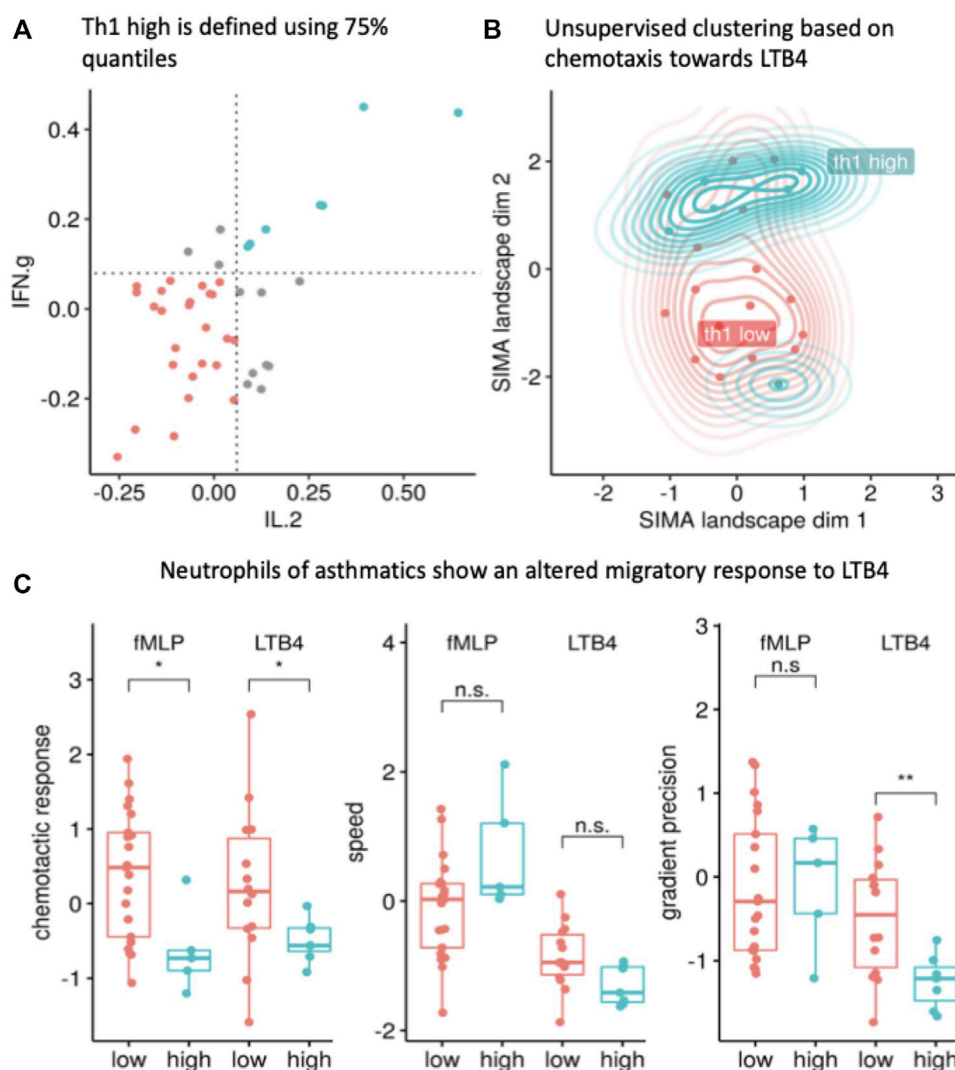 A
Th1 high is defined using 75%
quantiles
IFN.g
0.4
0.2
0.0
-0.2
-0.25
0.00
0.25
0.50
IL.2
B
Unsupervised clustering based on
chemotaxis towards LTB4
SIMA landscape dim 2
2
0
-2
th1 high
th1 low
-2
-1
0
1
2
3
SIMA landscape dim 1
C
Neutrophils of asthmatics show an altered migratory response to LTB4
chemotactic response
3
2
1
0
-1
fMLP
LTB4
*
*
low
high
low
high
speed
4
2
0
-2
fMLP
LTB4
n.s.
n.s.
low
high
low
high
gradient precision
3
2
1
-1
fMLP
LTB4
n.s
**
0
-1
low
high
low
high